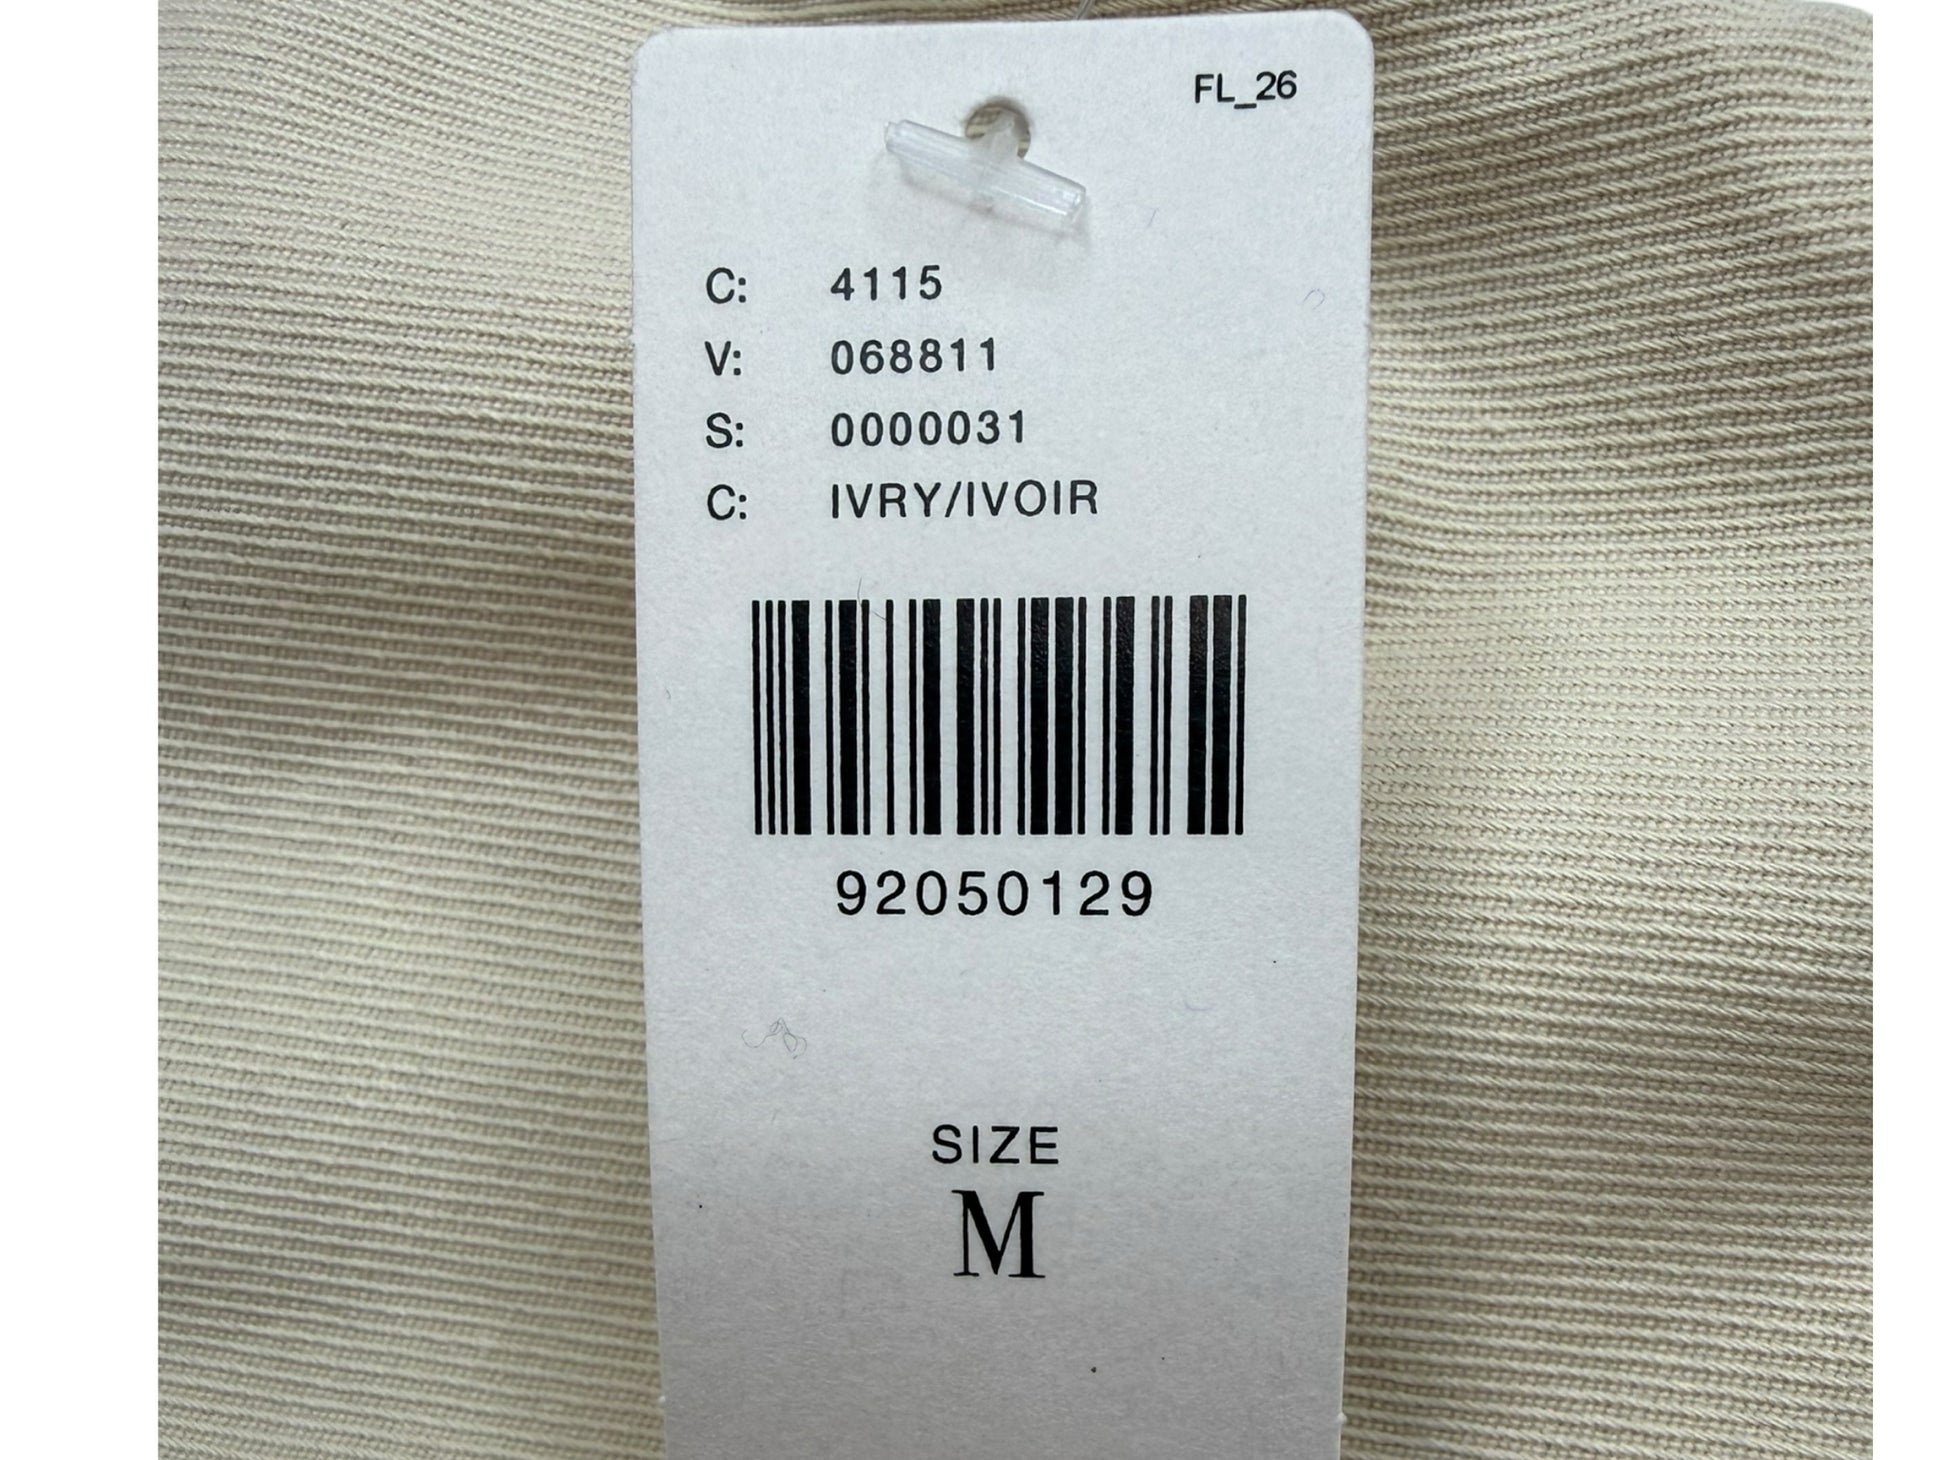 FL_26
C: 4115
V: 068811
S: 0000031
C: IVRY/IVOIR
92050129
SIZE
M